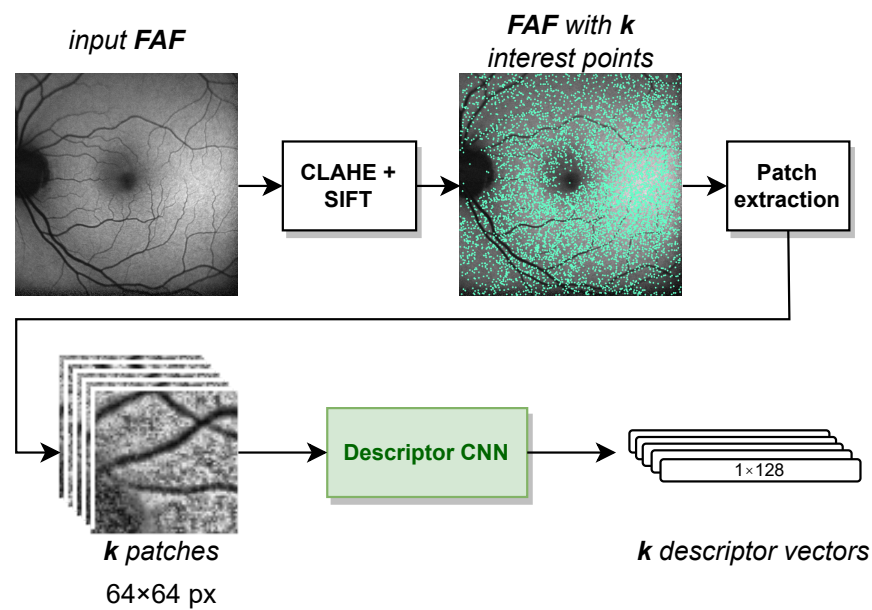 input FAF
FAF with k
interest points
CLAHE +
SIFT
Patch
extraction
Descriptor CNN
1×128
k patches
64×64 px
k descriptor vectors